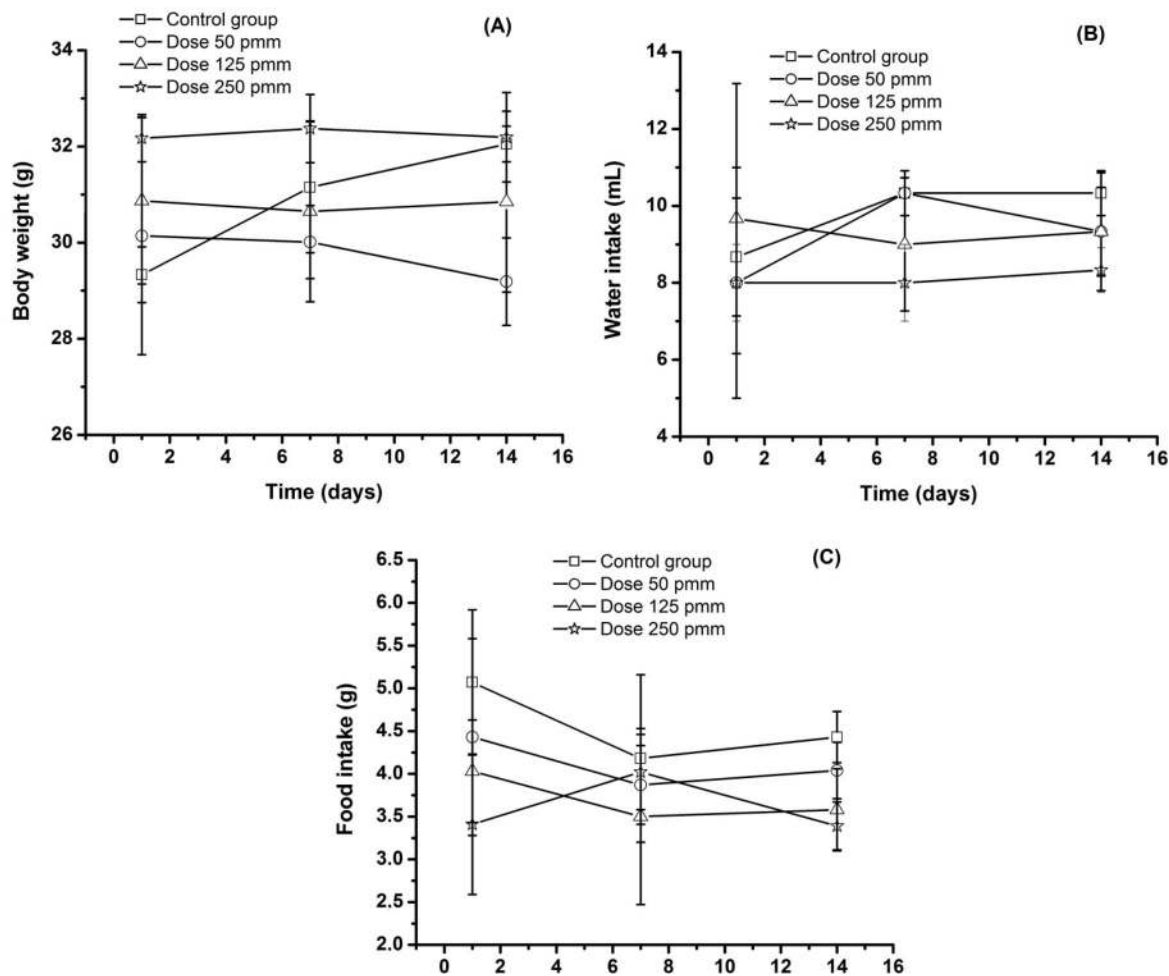 Control group
Dose 50 pmm
Dose 125 pmm
Dose 250 pmm
(A)
34
32
30
28
26
Body weight (g)
0 2 4 6 8 10 12 14 16
Time (days)
Control group
Dose 50 pmm
Dose 125 pmm
Dose 250 pmm
(B)
14
12
10
8
6
4
Water intake (mL)
0 2 4 6 8 10 12 14 16
Time (days)
Control group
Dose 50 pmm
Dose 125 pmm
Dose 250 pmm
(C)
6.5
6.0
5.5
5.0
4.5
4.0
3.5
3.0
2.5
2.0
Food intake (g)
0 2 4 6 8 10 12 14 16